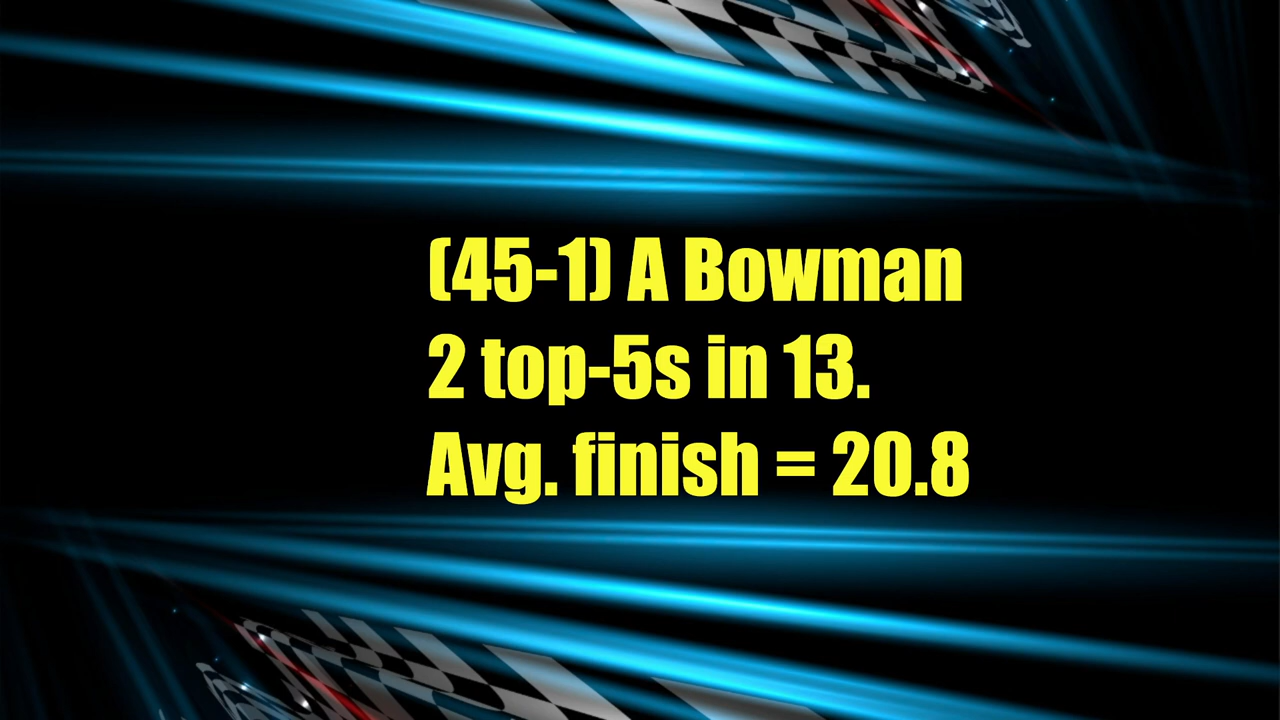 (45-1) A Bowman
2 top-5s in 13.
Avg. finish = 20.8